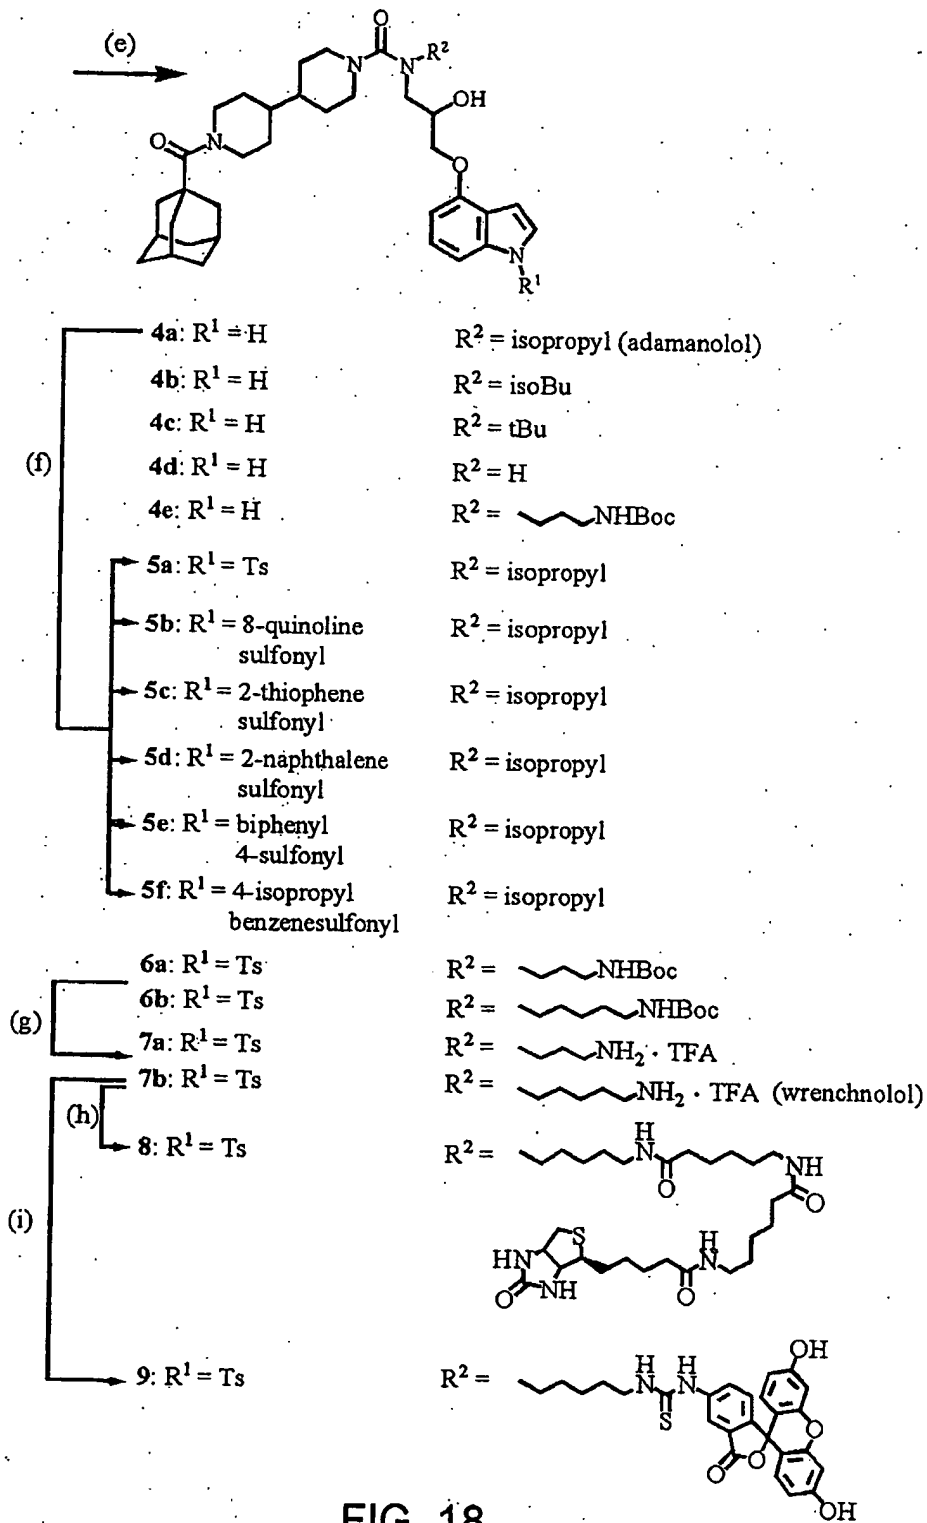 (e)
O
N
N
R²
OH
O
N
O
N
R¹
4a: R¹ = H R² = isopropyl (adamanolol)
4b: R¹ = H R² = isoBu
4c: R¹ = H R² = tBu
(f)
4d: R¹ = H R² = H
4e: R¹ = H R² = NHBoc
5a: R¹ = Ts R² = isopropyl
5b: R¹ = 8-quinoline R² = isopropyl
sulfonyl
5c: R¹ = 2-thiophene R² = isopropyl
sulfonyl
5d: R¹ = 2-naphthalene R² = isopropyl
sulfonyl
5e: R¹ = biphenyl R² = isopropyl
4-sulfonyl
5f: R¹ = 4-isopropyl R² = isopropyl
benzenesulfonyl
6a: R¹ = Ts R² = NHBoc
6b: R¹ = Ts R² = NHBoc
(g)
7a: R¹ = Ts R² = NH₂ · TFA
7b: R¹ = Ts R² = NH₂ · TFA (wrenchnolol)
(h)
8: R¹ = Ts R² = H N O NH O
(i)
HN S H N O NH O
9: R¹ = Ts R² = H N S H N OH O O O OH
FIG. 18